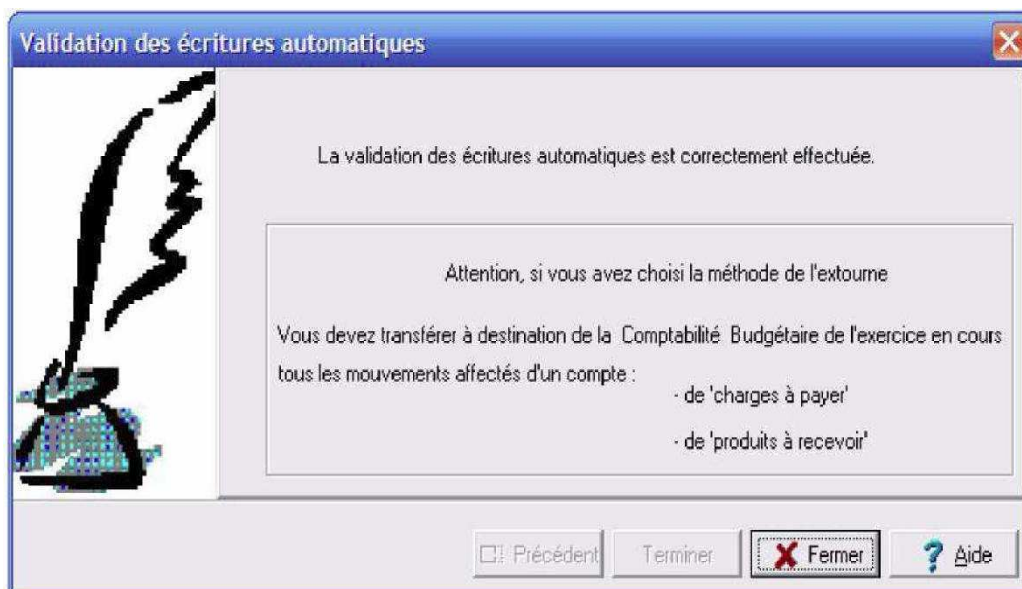 Validation des écritures automatiques
La validation des écritures automatiques est correctement effectuée.
Attention, si vous avez choisi la méthode de l'extourne
Vous devez transférer à destination de la Comptabilité Budgétaire de l'exercice en cours
tous les mouvements affectés d'un compte :
- de 'charges à payer'
- de 'produits à recevoir'
Précédent Terminer Fermer ? Aide